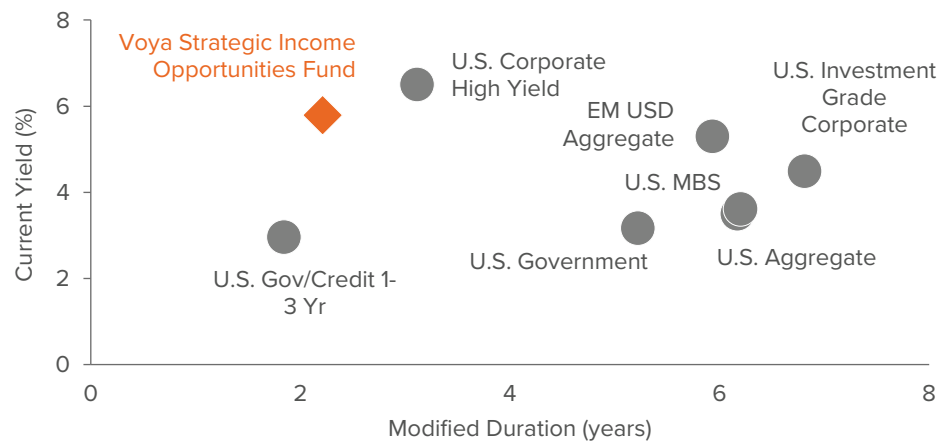 8
Voya Strategic Income
Opportunities Fund
U.S. Corporate
High Yield
U.S. Investment
Grade
Corporate
6
EM USD
Aggregate
Current Yield (%)
4
U.S. MBS
U.S. Government
U.S. Aggregate
2
U.S. Gov/Credit 1-
3 Yr
0
0
2
4
6
8
Modified Duration (years)